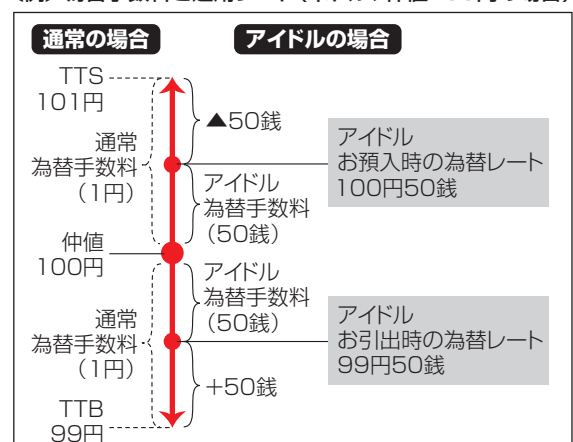 通常の場合
アイドルの場合
TTS
101円
▲50銭
通常
為替手数料
（1円）
アイドル
お預入時の為替レート
100円50銭
アイドル
為替手数料
（50銭）
仲値
100円
アイドル
為替手数料
（50銭）
通常
為替手数料
（1円）
アイドル
お引出時の為替レート
99円50銭
+50銭
TTB
99円